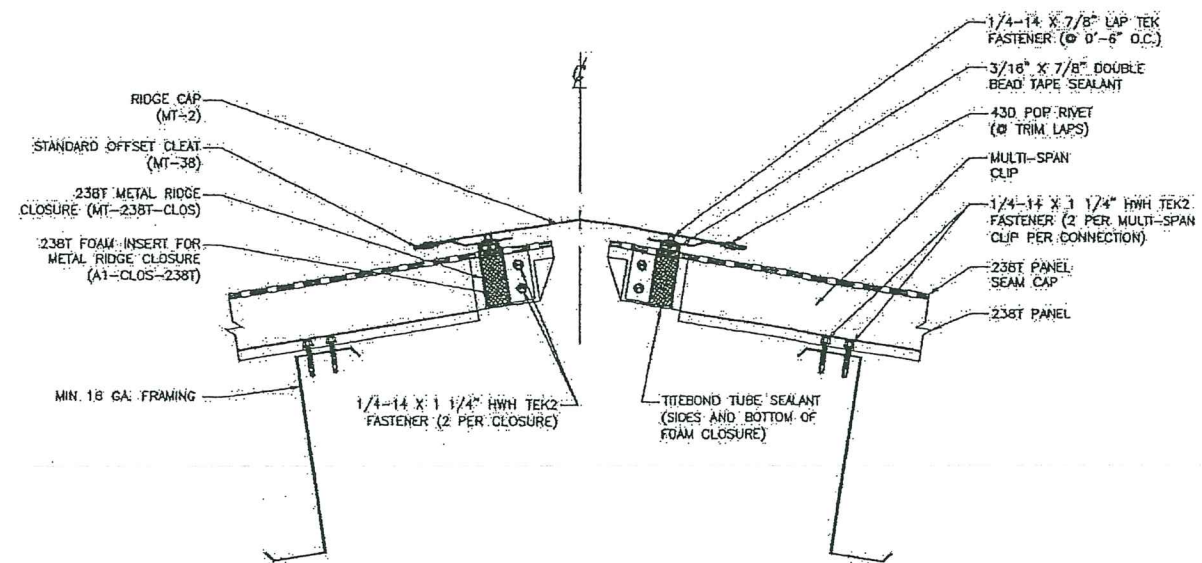 RIDGE CAP
(MT-2)
STANDARD OFFSET CLEAT
(MT-38)
238T METAL RIDGE
CLOSURE (MT-238T-CLOS)
238T FOAM INSERT FOR
METAL RIDGE CLOSURE
(A1-CLOS-238T)
MIN. 16 GA. FRAMING
1/4-14 X 1 1/4" HWH TEK2
FASTENER (2 PER CLOSURE)
℄
1/4-14 X 7/8" LAP TEK
FASTENER (@ 0'-6" O.C.)
3/16" X 7/8" DOUBLE
BEAD TAPE SEALANT
43D POP RIVET
(@ TRIM LAPS)
MULTI-SPAN
CLIP
1/4-14 X 1 1/4" HWH TEK2
FASTENER (2 PER MULTI-SPAN
CLIP PER CONNECTION)
238T PANEL
SEAM CAP
238T PANEL
TITEBOND TUBE SEALANT
(SIDES AND BOTTOM OF
FOAM CLOSURE)